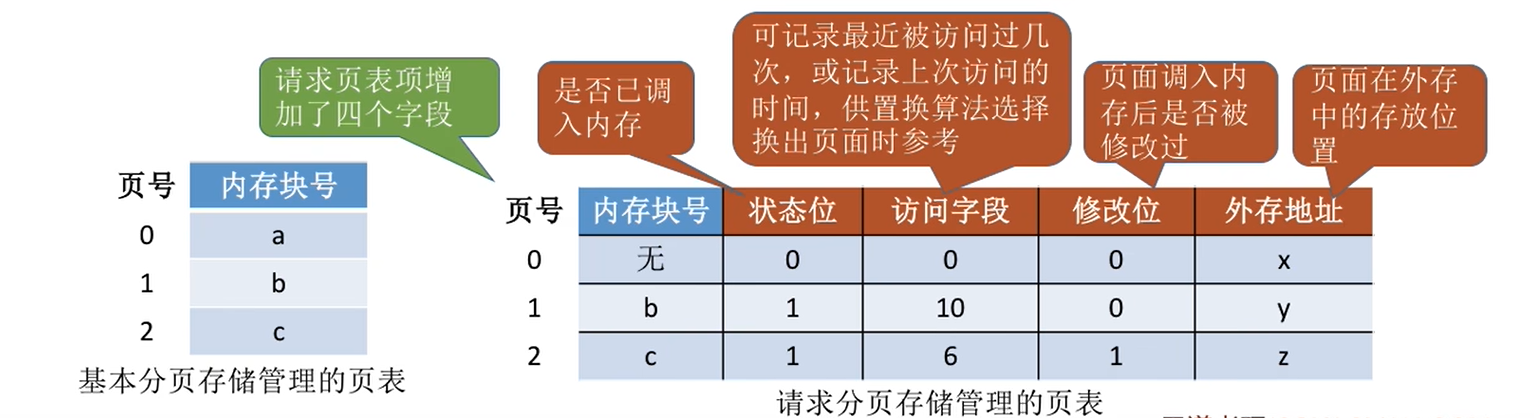 请求页表项增
加了四个字段
是否已调
入内存
可记录最近被访问过几
次，或记录上次访问的
时间，供置换算法选择
换出页面时参考
页面调入内
存后是否被
修改过
页面在外存
中的存放位
置
页号 内存块号
0 a
1 b
2 c
基本分页存储管理的页表
页号 内存块号 状态位 访问字段 修改位 外存地址
0 无 0 0 0 x
1 b 1 10 0 y
2 c 1 6 1 z
请求分页存储管理的页表